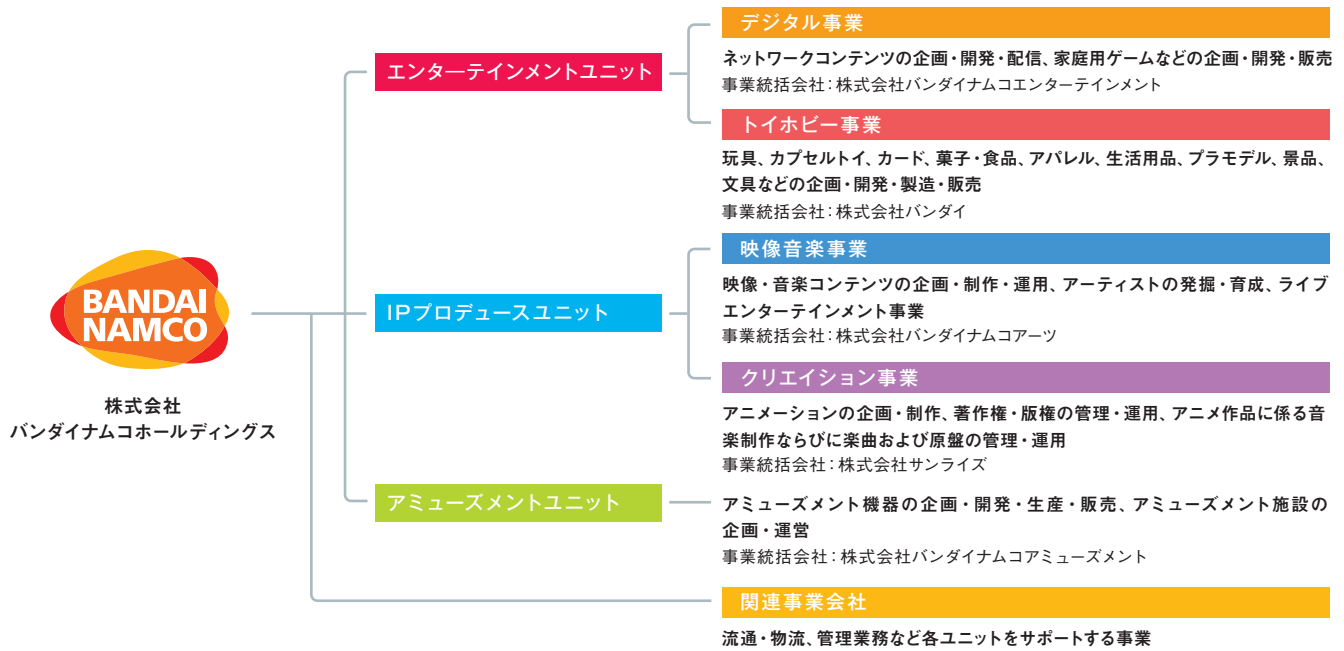 BANDAI
NAMCO
株式会社
バンダイナムコホールディングス
エンターテインメントユニット
デジタル事業
ネットワークコンテンツの企画・開発・配信、家庭用ゲームなどの企画・開発・販売
事業統括会社：株式会社バンダイナムコエンターテインメント
トイホビー事業
玩具、カプセルトイ、カード、菓子・食品、アパレル、生活用品、プラモデル、景品、
文具などの企画・開発・製造・販売
事業統括会社：株式会社バンダイ
IPプロデュースユニット
映像音楽事業
映像・音楽コンテンツの企画・制作・運用、アーティストの発掘・育成、ライブ
エンターテインメント事業
事業統括会社：株式会社バンダイナムコアーツ
クリエイション事業
アニメーションの企画・制作、著作権・版権の管理・運用、アニメ作品に係る音
楽制作ならびに楽曲および原盤の管理・運用
事業統括会社：株式会社サンライズ
アミューズメントユニット
アミューズメント機器の企画・開発・生産・販売、アミューズメント施設の
企画・運営
事業統括会社：株式会社バンダイナムコアミューズメント
関連事業会社
流通・物流、管理業務など各ユニットをサポートする事業